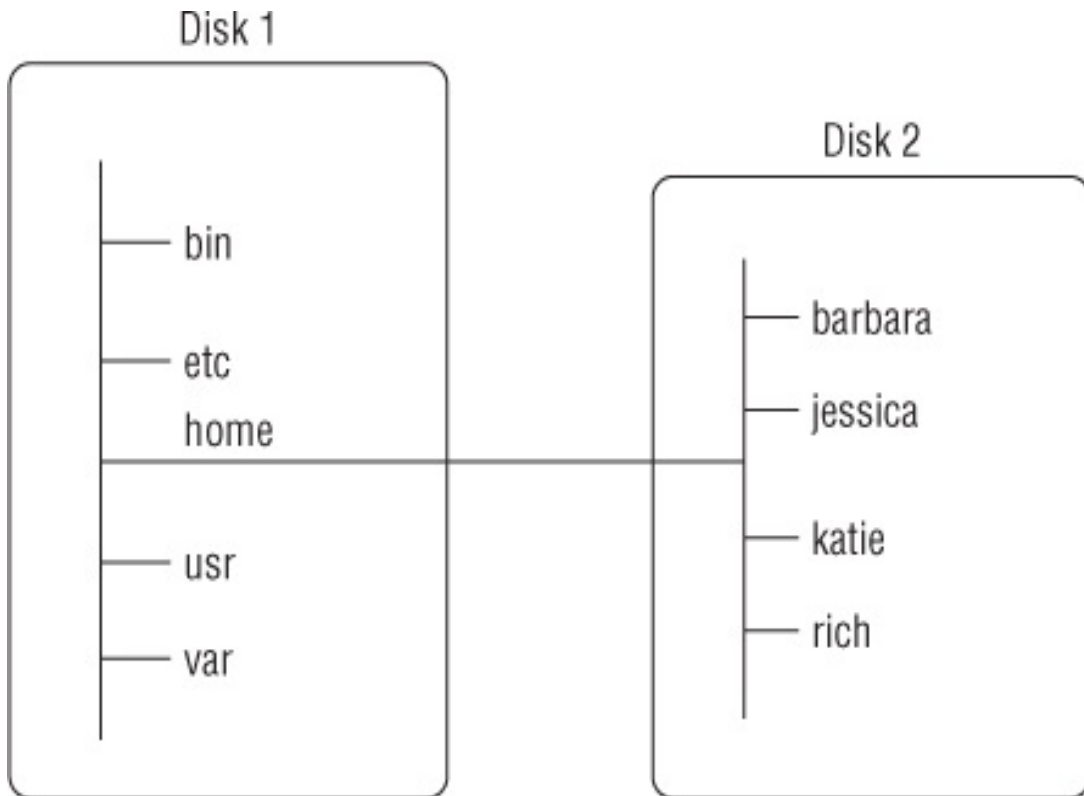 Disk 1
bin
etc
home
usr
var
Disk 2
barbara
jessica
katie
rich